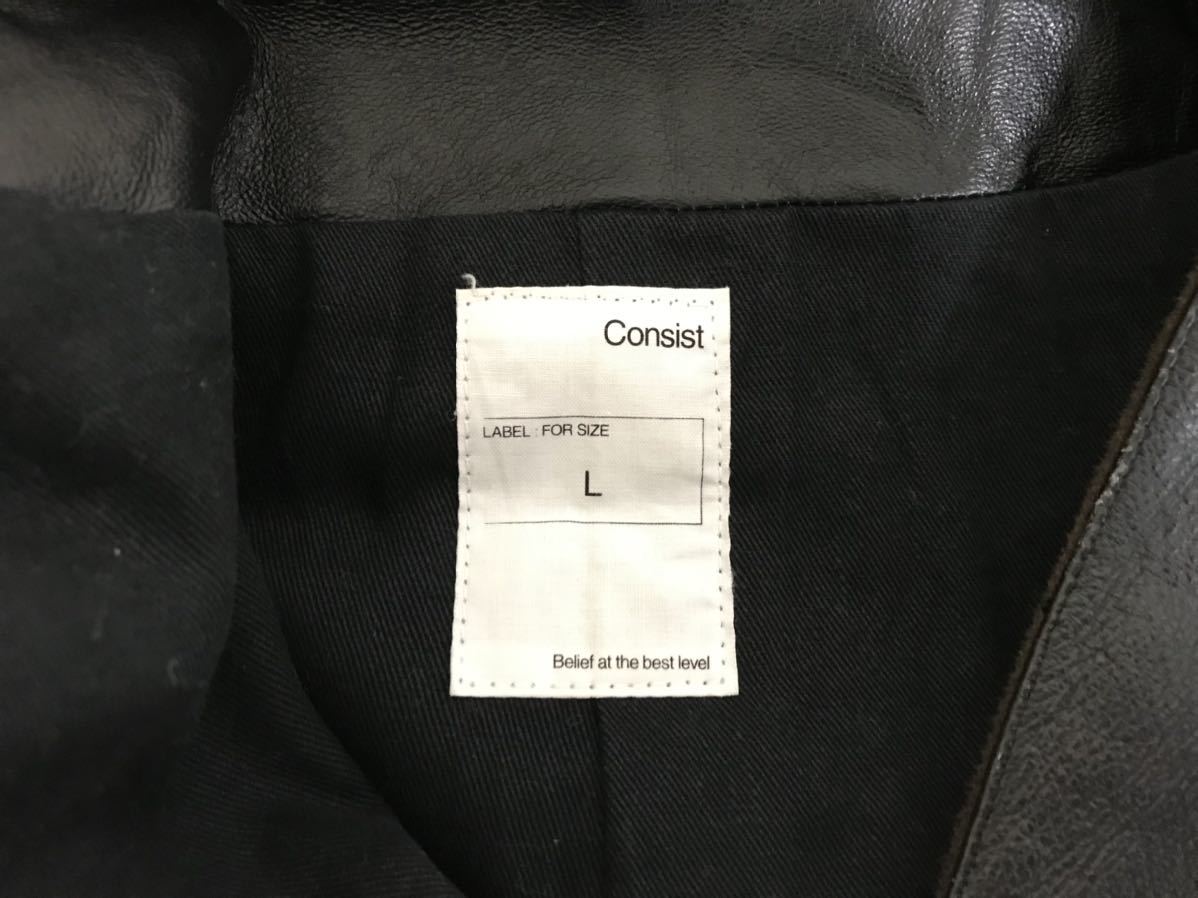 Consist
LABEL : FOR SIZE
L
Belief at the best level